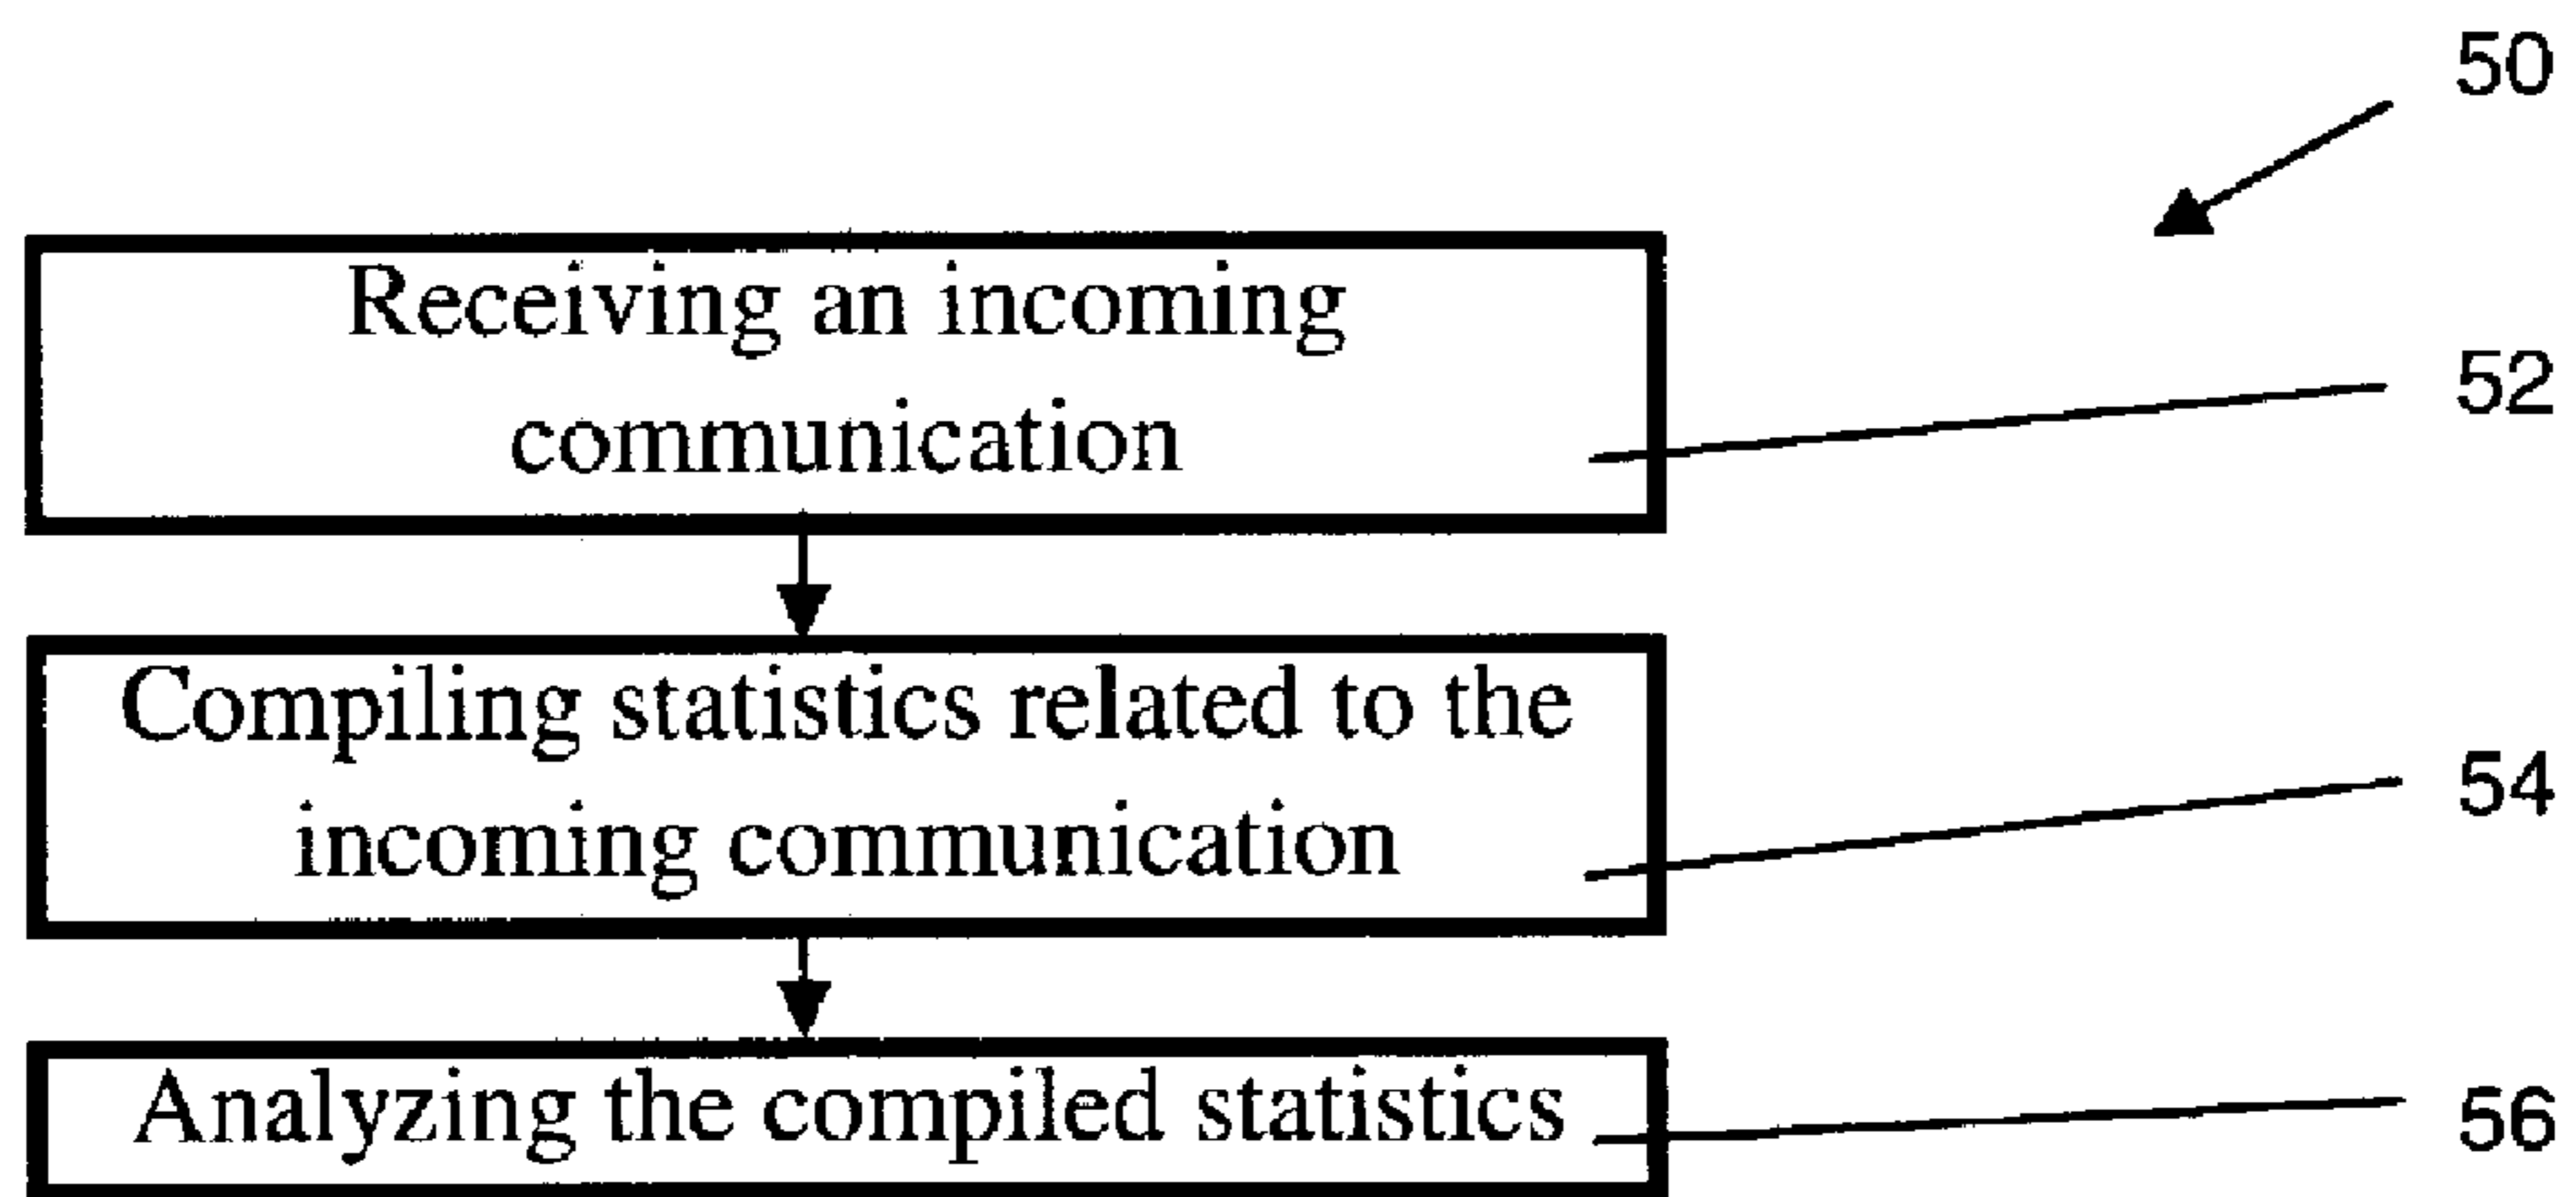 50
Receiving an incoming
communication
52
Compiling statistics related to the
incoming communication
54
Analyzing the compiled statistics
56